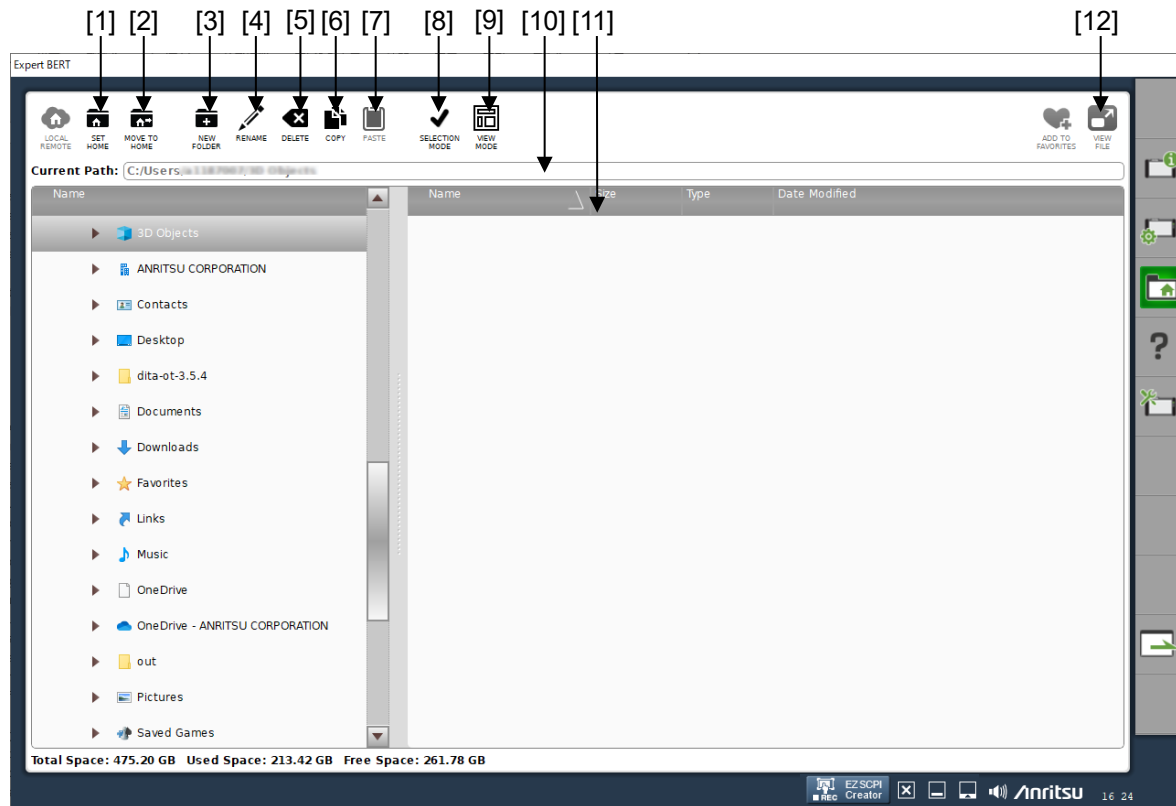 [1] [2] [3] [4] [5] [6] [7] [8] [9] [10] [11] [12]
Expert BERT
LOCAL REMOTE
SET HOME
MOVE TO HOME
NEW FOLDER
RENAME
DELETE
COPY
PASTE
SELECTION MODE
VIEW MODE
ADD TO FAVORITES
VIEW FILE
Current Path: C:/Users
Name
Name Size Type Date Modified
3D Objects
ANRITSU CORPORATION
Contacts
Desktop
dita-ot-3.5.4
Documents
Downloads
Favorites
Links
Music
OneDrive
OneDrive - ANRITSU CORPORATION
out
Pictures
Saved Games
Total Space: 475.20 GB Used Space: 213.42 GB Free Space: 261.78 GB
REC
EZ SCPI
Creator
Anritsu
16 24